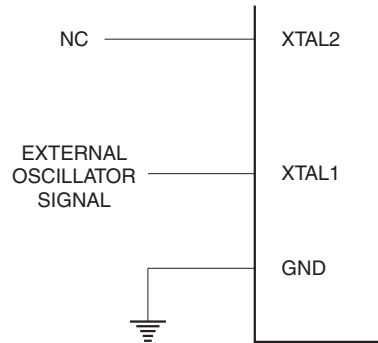 NC
XTAL2
EXTERNAL
OSCILLATOR
SIGNAL
XTAL1
GND